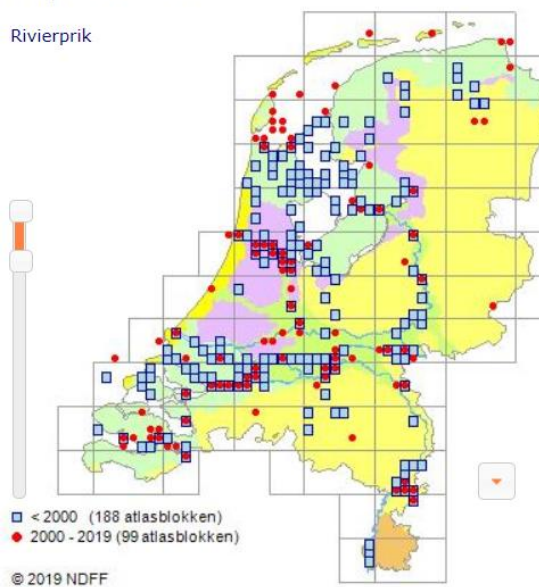 Rivierprik
< 2000 (188 atlasblokken)
2000 - 2019 (99 atlasblokken)
© 2019 NDFF